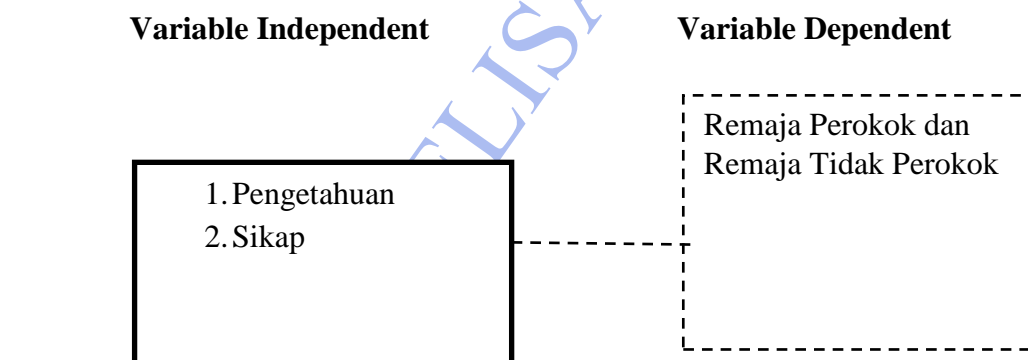 Variable Independent
Variable Dependent
Remaja Perokok dan
Remaja Tidak Perokok
1. Pengetahuan
2. Sikap